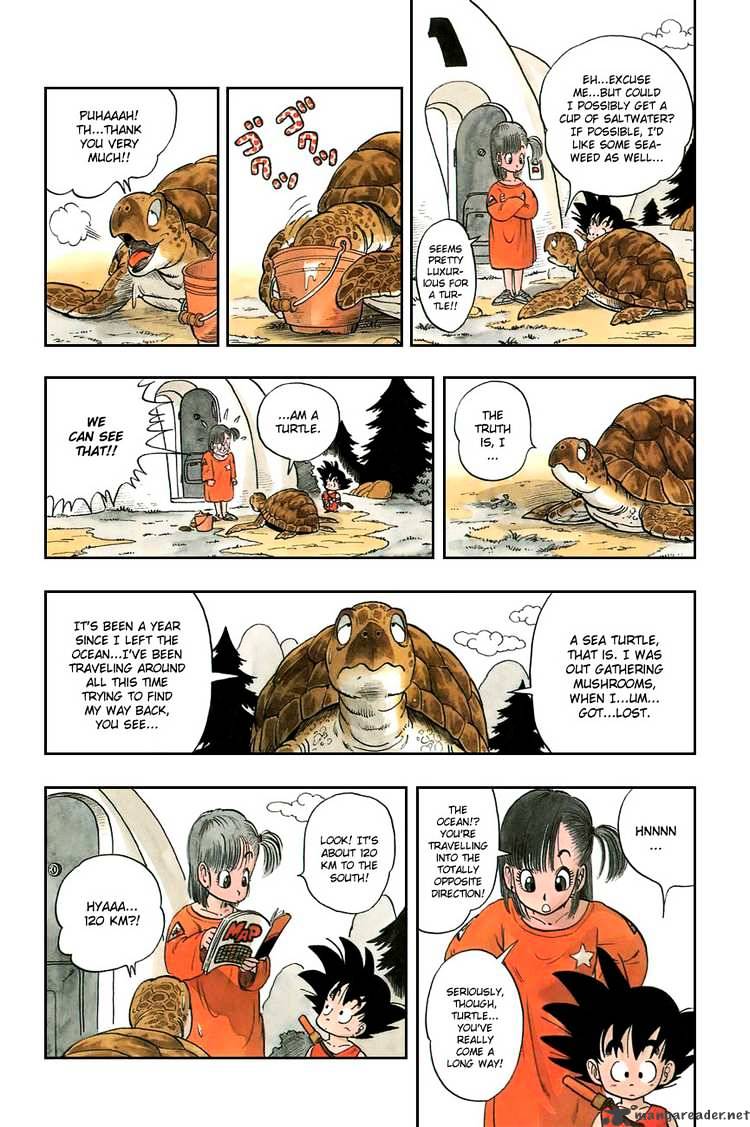 1
EH...EXCUSE
ME...BUT COULD
I POSSIBLY GET A
CUP OF SALTWATER?
IF POSSIBLE, I'D
LIKE SOME SEA-
WEED AS WELL...
SEEMS
PRETTY
LUXUR-
IOUS FOR
A TUR-
TLE!!
ゴク
ゴク
PUHAAAH!
TH...THANK
YOU VERY
MUCH!!
THE
TRUTH
IS, I
...
...AM A
TURTLE.
WE
CAN SEE
THAT!!
A SEA TURTLE,
THAT IS. I WAS
OUT GATHERING
MUSHROOMS,
WHEN I...UM.
GOT...LOST.
IT'S BEEN A YEAR
SINCE I LEFT THE
OCEAN...I'VE BEEN
TRAVELING AROUND
ALL THIS TIME
TRYING TO FIND
MY WAY BACK,
YOU SEE...
HNNNN
...
THE
OCEAN!?
YOU'RE
TRAVELLING
INTO THE
TOTALLY
OPPOSITE
DIRECTION!
SERIOUSLY,
THOUGH,
TURTLE...
YOU'VE
REALLY
COME A
LONG WAY!
LOOK! IT'S
ABOUT 120
KM TO THE
SOUTH!
MAP
HYAAA...
120 KM?!
mangareader.net